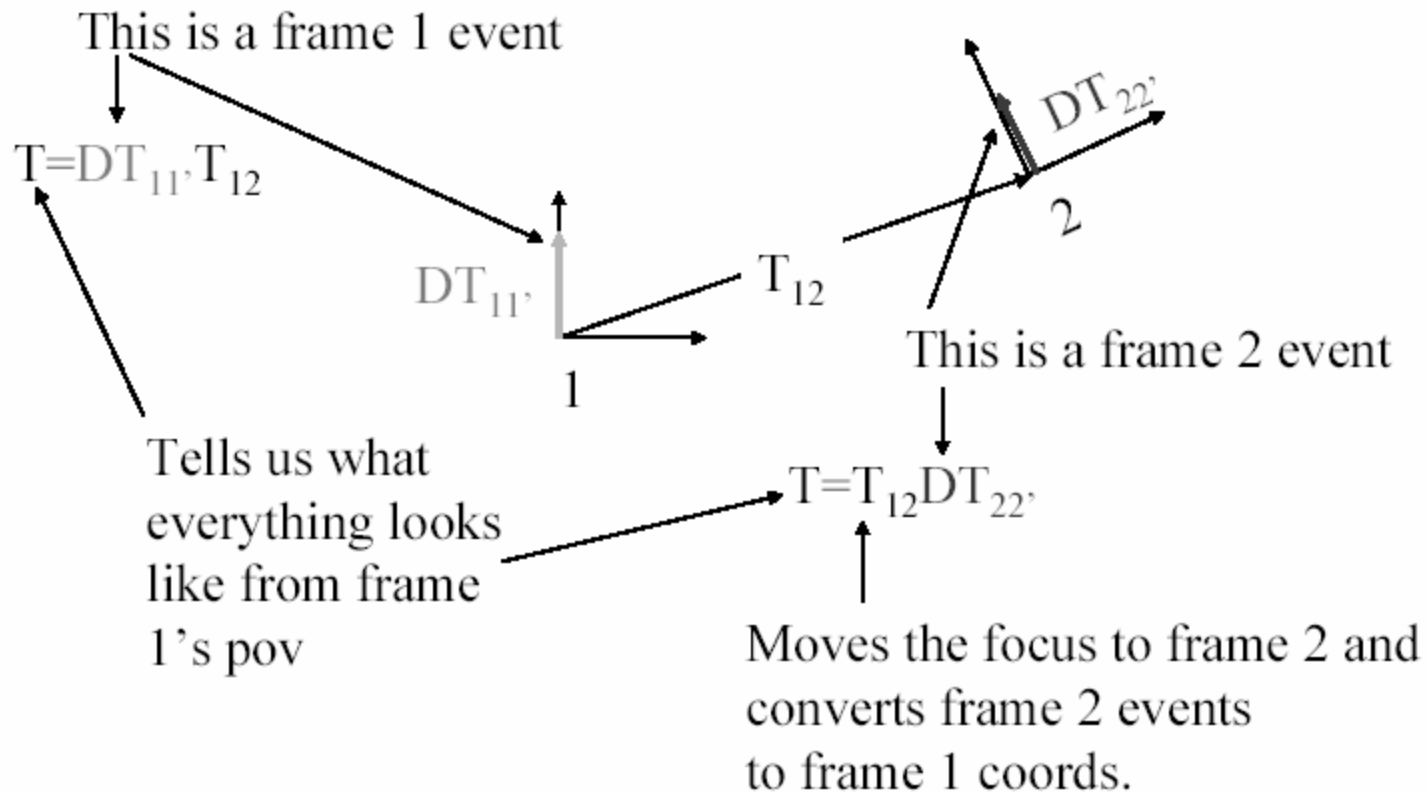 This is a frame 1 event
DT22’
T=DT11’T12
2
DT11’
T12
This is a frame 2 event
1
Tells us what
everything looks
like from frame
1’s pov
T=T12DT22’
Moves the focus to frame 2 and
converts frame 2 events
to frame 1 coords.